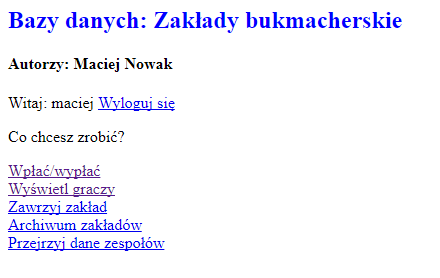 Bazy danych: Zakłady bukmacherskie
Autorzy: Maciej Nowak
Witaj: maciej Wyloguj się
Co chcesz zrobić?
Wpłać/wypłać
Wyświetl graczy
Zawrzyj zakład
Archiwum zakładów
Przejrzyj dane zespołów